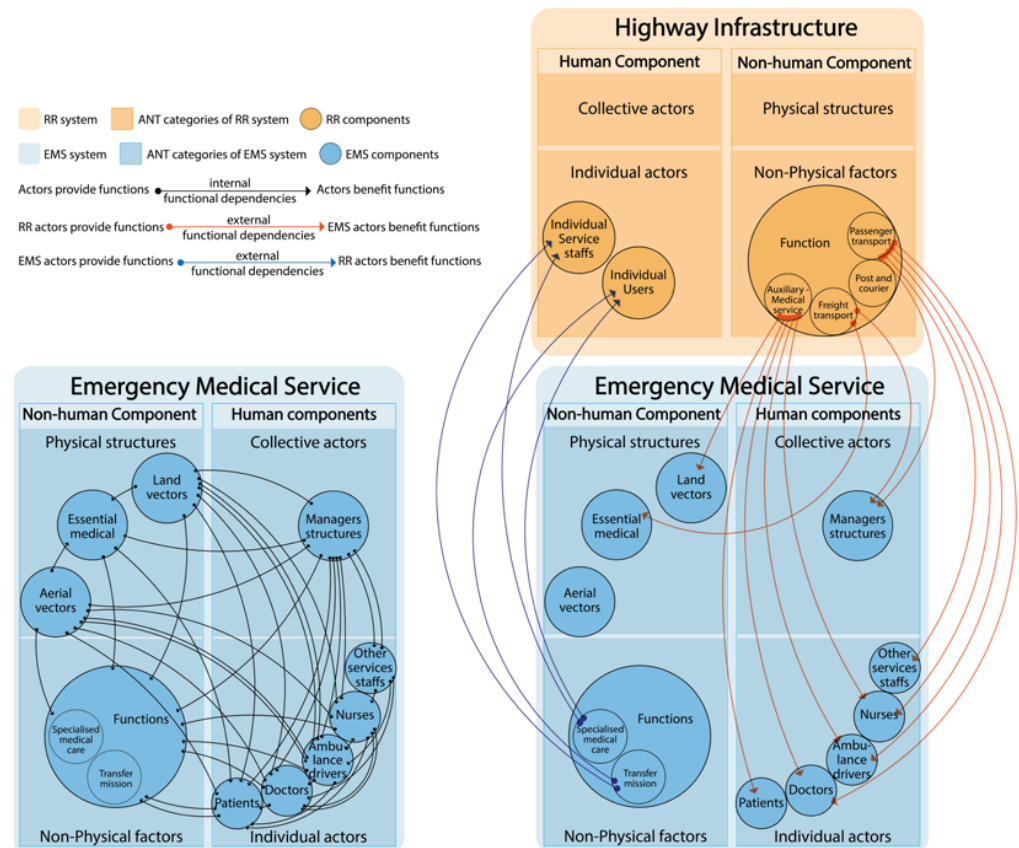 Highway Infrastructure
Human Component
Non-human Component
Collective actors
Physical structures
Individual actors
Non-Physical factors
Individual
Service
staffs
Individual
Users
Function
Passenger
transport
Post and
courier
Auxiliary -
Medical
service
Freight
transport
RR system
ANT categories of RR system
RR components
EMS system
ANT categories of EMS system
EMS components
Actors provide functions
internal
functional dependencies
Actors benefit functions
RR actors provide functions
external
functional dependencies
EMS actors benefit functions
EMS actors provide functions
external
functional dependencies
RR actors benefit functions
Emergency Medical Service
Non-human Component
Human components
Physical structures
Collective actors
Land
vectors
Essential
medical
Managers
structures
Aerial
vectors
Other
services
staffs
Nurses
Functions
Specialised
medical
care
Ambu-
lance
drivers
Transfer
mission
Doctors
Patients
Non-Physical factors
Individual actors
Emergency Medical Service
Non-human Component
Human components
Physical structures
Collective actors
Land
vectors
Essential
medical
Managers
structures
Aerial
vectors
Other
services
staffs
Nurses
Functions
Specialised
medical
care
Ambu-
lance
drivers
Transfer
mission
Doctors
Patients
Non-Physical factors
Individual actors